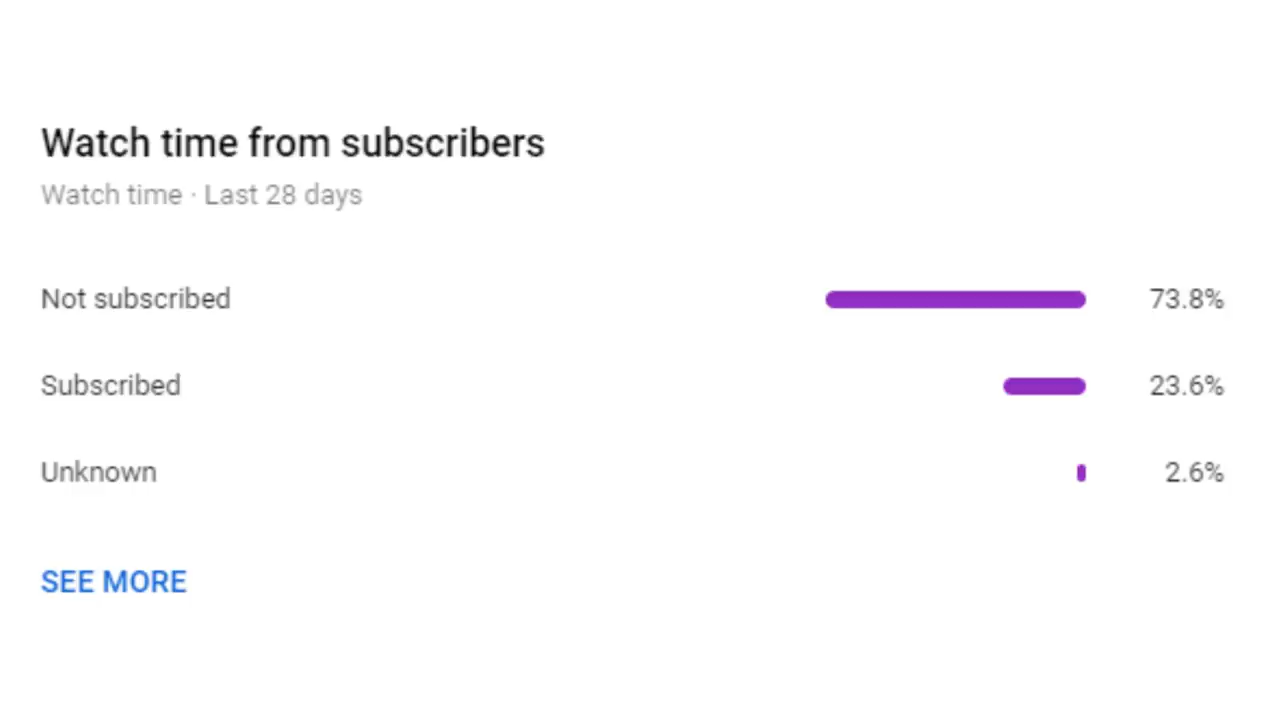 Watch time from subscribers
Watch time · Last 28 days
Not subscribed 73.8%
Subscribed 23.6%
Unknown 2.6%
SEE MORE